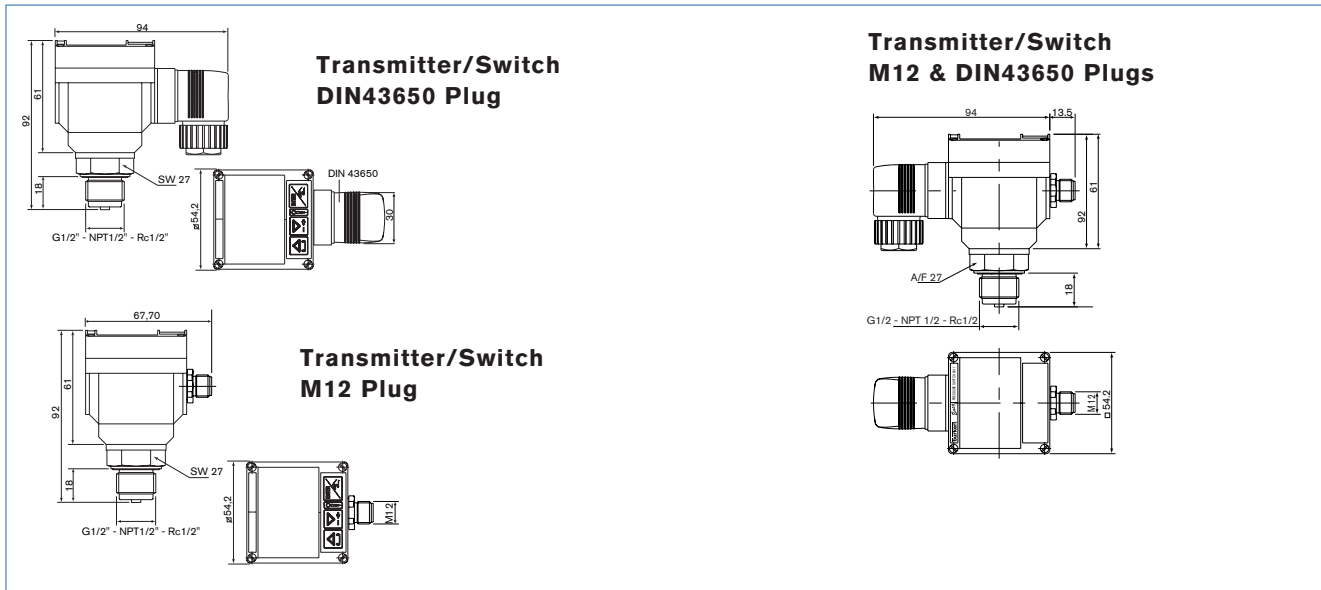 94
Transmitter/Switch
DIN43650 Plug
61
92
18
SW 27
G1/2" - NPT1/2" - Rc1/2"
DIN 43650
ø54,2
30
67,70
Transmitter/Switch
M12 Plug
61
92
18
SW 27
G1/2" - NPT1/2" - Rc1/2"
ø54,2
M12
Transmitter/Switch
M12 & DIN43650 Plugs
94
13.5
61
92
A/F 27
18
G1/2 - NPT 1/2 - Rc1/2
M12
□ 54.2